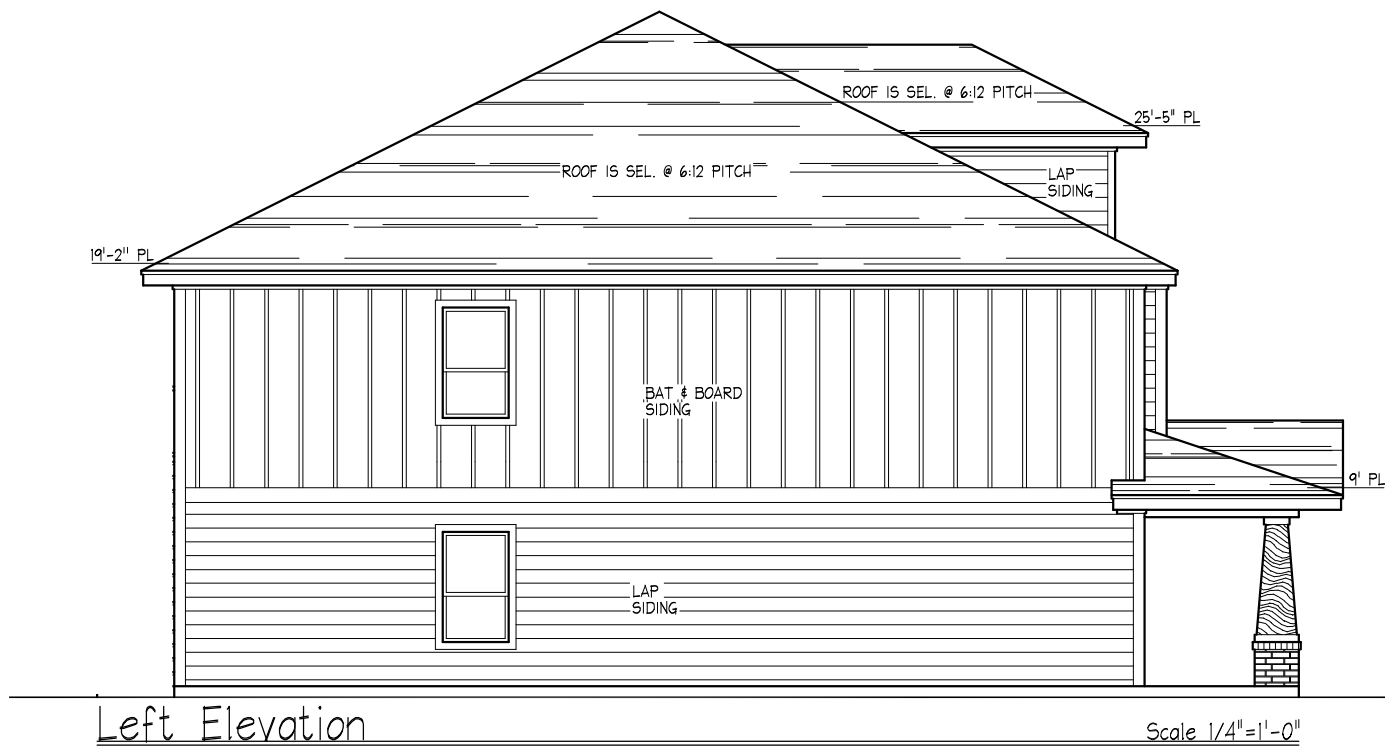 ROOF IS SEL. @ 6:12 PITCH
25'-5" PL
ROOF IS SEL. @ 6:12 PITCH
LAP
SIDING
19'-2" PL
BAT & BOARD
SIDING
9' PL
LAP
SIDING
Left Elevation
Scale 1/4"=1'-0"